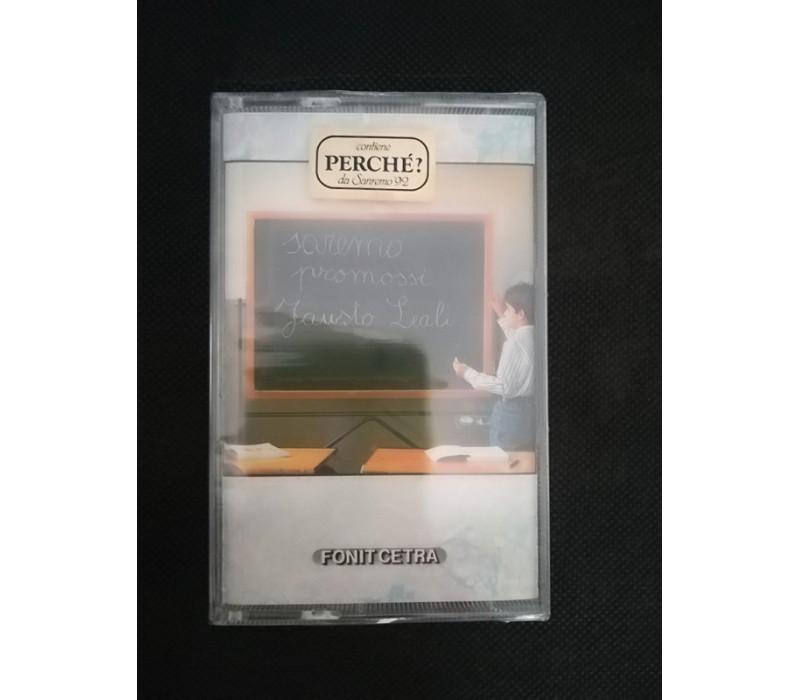 contiene
PERCHÉ?
da Sanremo '92
saremo
promossi
Fausto Leali
FONIT CETRA